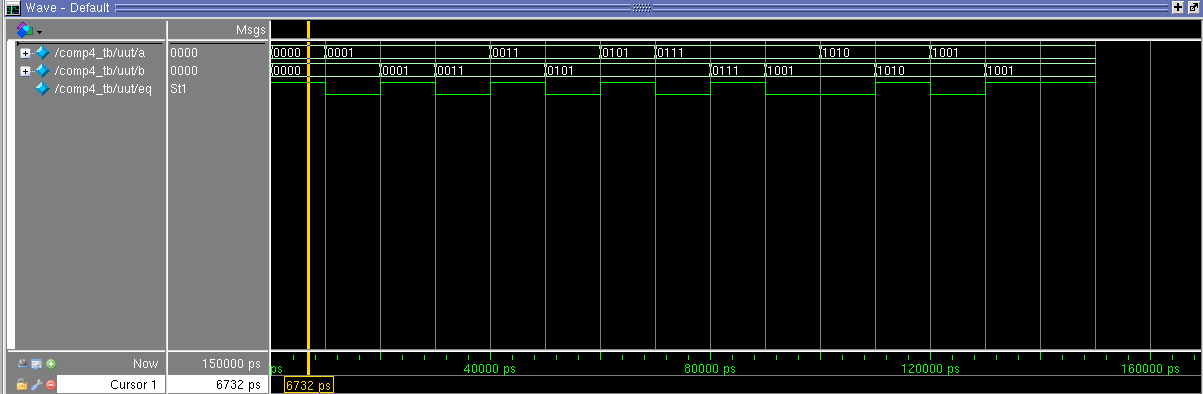 Wave - Default
Msgs
/comp4_tb/uut/a 0000 0000 0001 0011 0101 0111 1010 1001
/comp4_tb/uut/b 0000 0000 0001 0011 0101 0111 1001 1010 1001
/comp4_tb/uut/eq St1
Now 150000 ps ps 40000 ps 80000 ps 120000 ps 160000 ps
Cursor 1 6732 ps 6732 ps